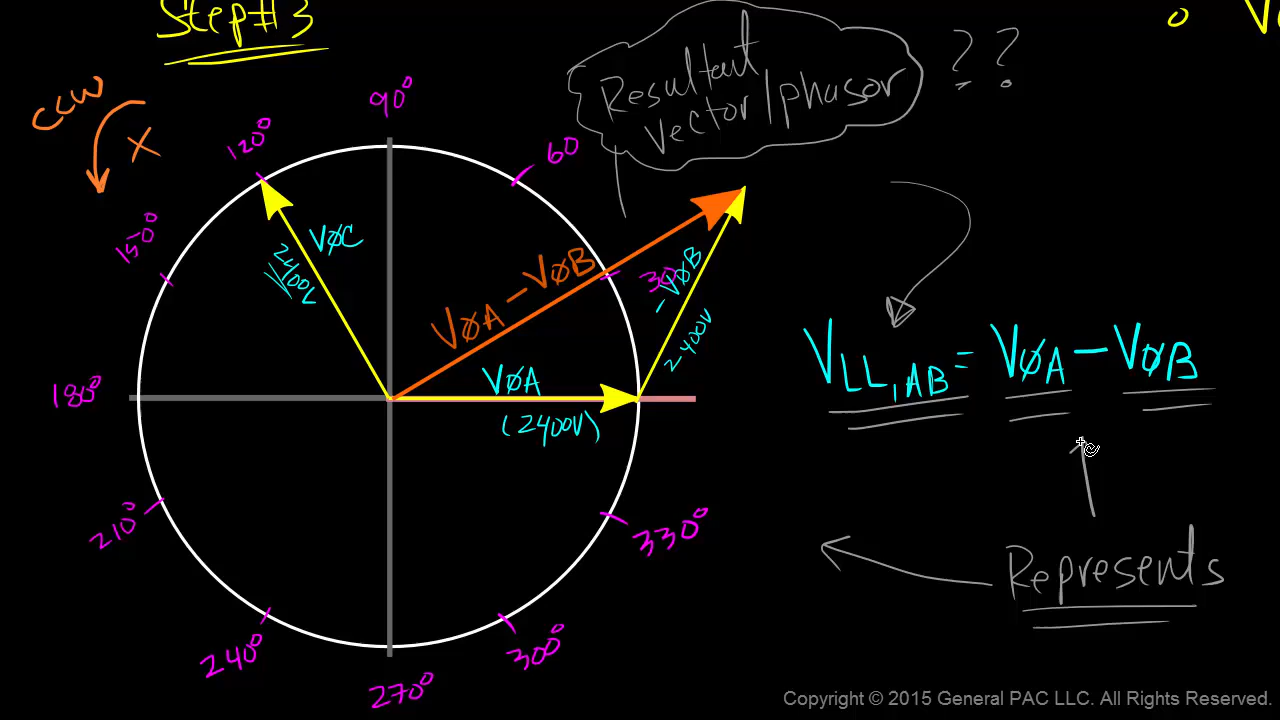 Step#3
V
CCW
X
90°
120°
60
Resultant
vector/phasor
? ?
150°
VØC
2400L
VØA - VØB
30
- VØB
2400V
VLL,AB = VØA - VØB
180°
VØA
(2400V)
210°
330°
Represents
240°
300°
270°
Copyright © 2015 General PAC LLC. All Rights Reserved.